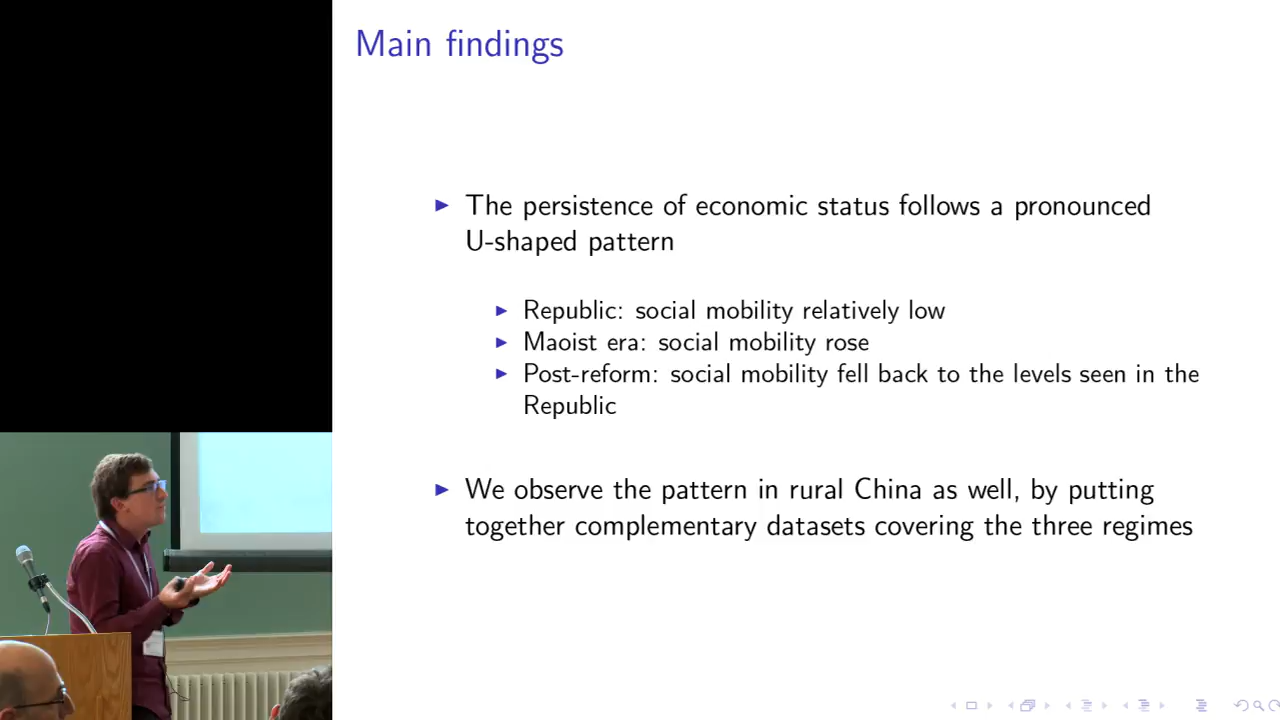 Main findings
The persistence of economic status follows a pronounced
U-shaped pattern
Republic: social mobility relatively low
Maoist era: social mobility rose
Post-reform: social mobility fell back to the levels seen in the
Republic
We observe the pattern in rural China as well, by putting
together complementary datasets covering the three regimes